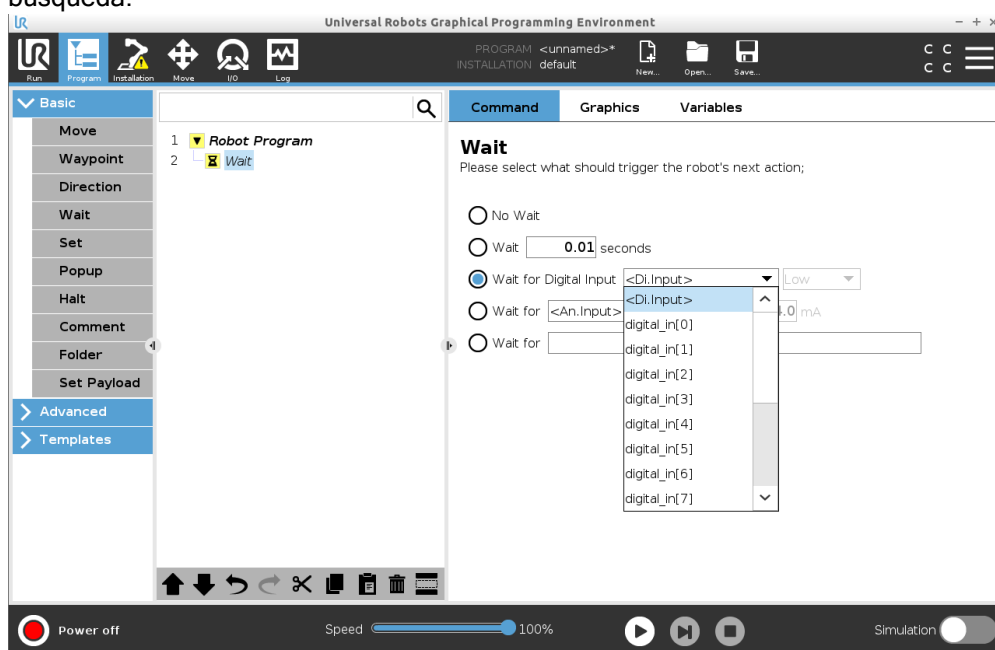 búsqueda:
UR Universal Robots Graphical Programming Environment
PROGRAM <unnamed>*
INSTALLATION default
Run Program Installation Move I/O Log New... Open... Save...
C C
C C
Basic
Move
Waypoint
Direction
Wait
Set
Popup
Halt
Comment
Folder
Set Payload
Advanced
Templates
1 Robot Program
2 Wait
Command Graphics Variables
Wait
Please select what should trigger the robot's next action;
No Wait
Wait 0.01 seconds
Wait for Digital Input <Di.Input> Low
Wait for <An.Input> .0 mA
Wait for
<Di.Input>
digital_in[0]
digital_in[1]
digital_in[2]
digital_in[3]
digital_in[4]
digital_in[5]
digital_in[6]
digital_in[7]
Power off Speed 100% Simulation